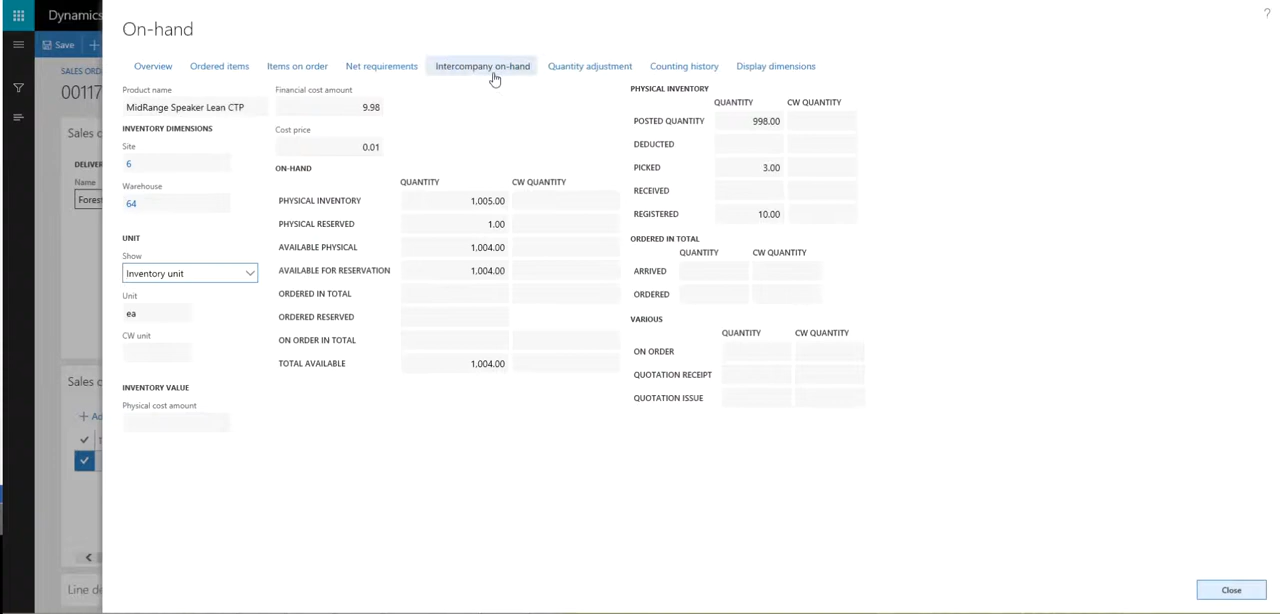 Dynamics
On-hand
?
Save
Overview
Ordered items
Items on order
Net requirements
Intercompany on-hand
Quantity adjustment
Counting history
Display dimensions
SALES ORD
00117
Sales o
DELIVER
Name
Fores
Sales o
Ad
Line de
Product name
MidRange Speaker Lean CTP
INVENTORY DIMENSIONS
Site
6
Warehouse
64
UNIT
Show
Inventory unit
Unit
ea
CW unit
INVENTORY VALUE
Physical cost amount
Financial cost amount
9.98
Cost price
0.01
ON-HAND
QUANTITY CW QUANTITY
PHYSICAL INVENTORY 1,005.00
PHYSICAL RESERVED 1.00
AVAILABLE PHYSICAL 1,004.00
AVAILABLE FOR RESERVATION 1,004.00
ORDERED IN TOTAL
ORDERED RESERVED
ON ORDER IN TOTAL
TOTAL AVAILABLE 1,004.00
PHYSICAL INVENTORY
QUANTITY CW QUANTITY
POSTED QUANTITY 998.00
DEDUCTED
PICKED 3.00
RECEIVED
REGISTERED 10.00
ORDERED IN TOTAL
QUANTITY CW QUANTITY
ARRIVED
ORDERED
VARIOUS
QUANTITY CW QUANTITY
ON ORDER
QUOTATION RECEIPT
QUOTATION ISSUE
Close